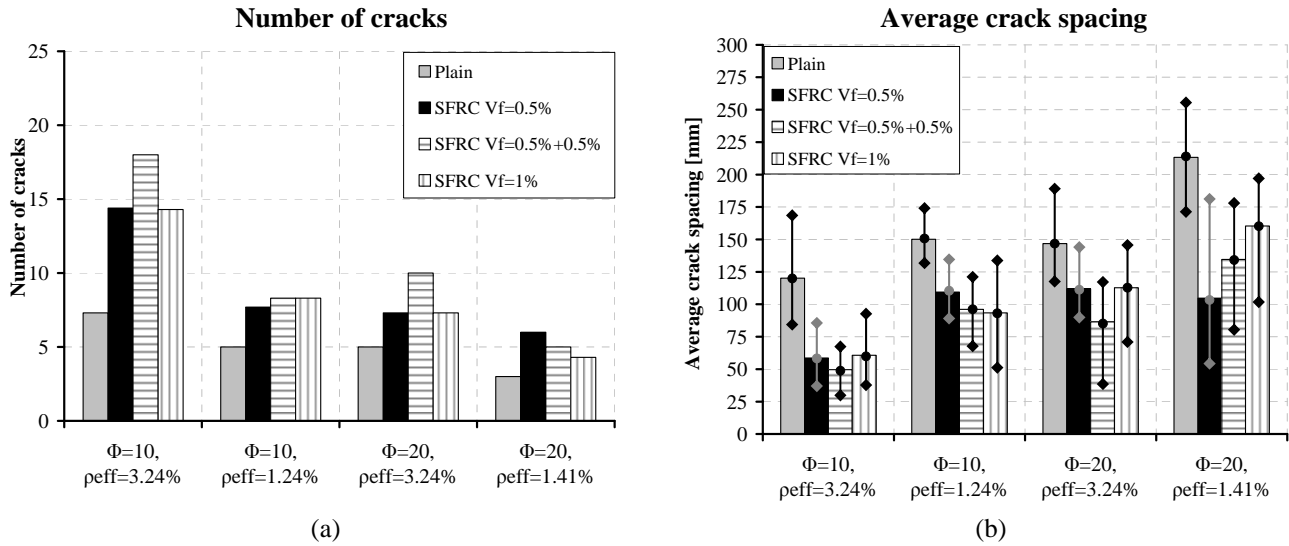 Number of cracks
25
20
15
10
5
0
Number of cracks
Plain
SFRC Vf=0.5%
SFRC Vf=0.5%+0.5%
SFRC Vf=1%
Φ=10,
ρeff=3.24%
Φ=10,
ρeff=1.24%
Φ=20,
ρeff=3.24%
Φ=20,
ρeff=1.41%
(a)
Average crack spacing
300
275
250
225
200
175
150
125
100
75
50
25
0
Average crack spacing [mm]
Plain
SFRC Vf=0.5%
SFRC Vf=0.5%+0.5%
SFRC Vf=1%
Φ=10,
ρeff=3.24%
Φ=10,
ρeff=1.24%
Φ=20,
ρeff=3.24%
Φ=20,
ρeff=1.41%
(b)